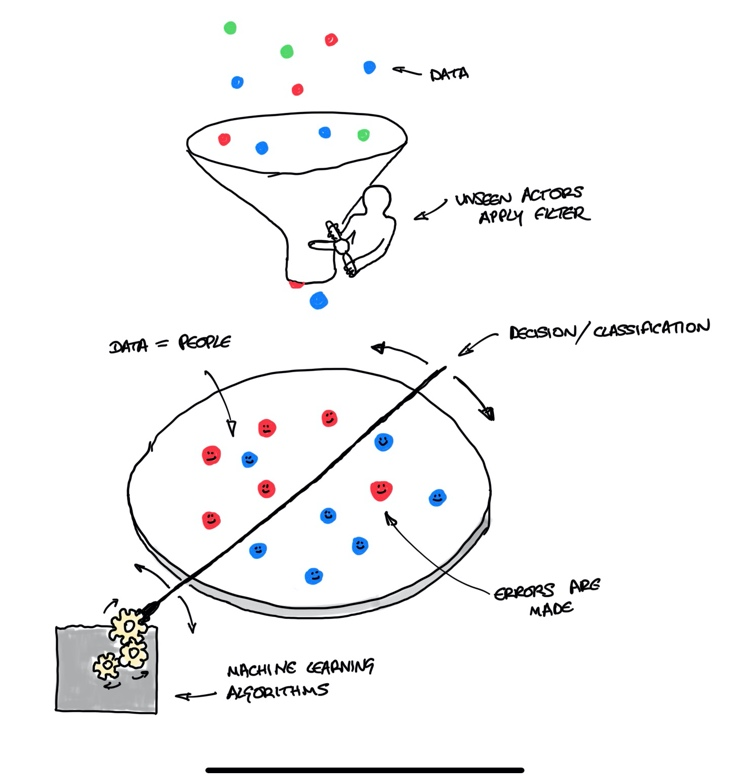 DATA
UNSEEN ACTORS
APPLY FILTER
DATA = PEOPLE
DECISION/CLASSIFICATION
ERRORS ARE
MADE
MACHINE LEARNING
ALGORITHMS